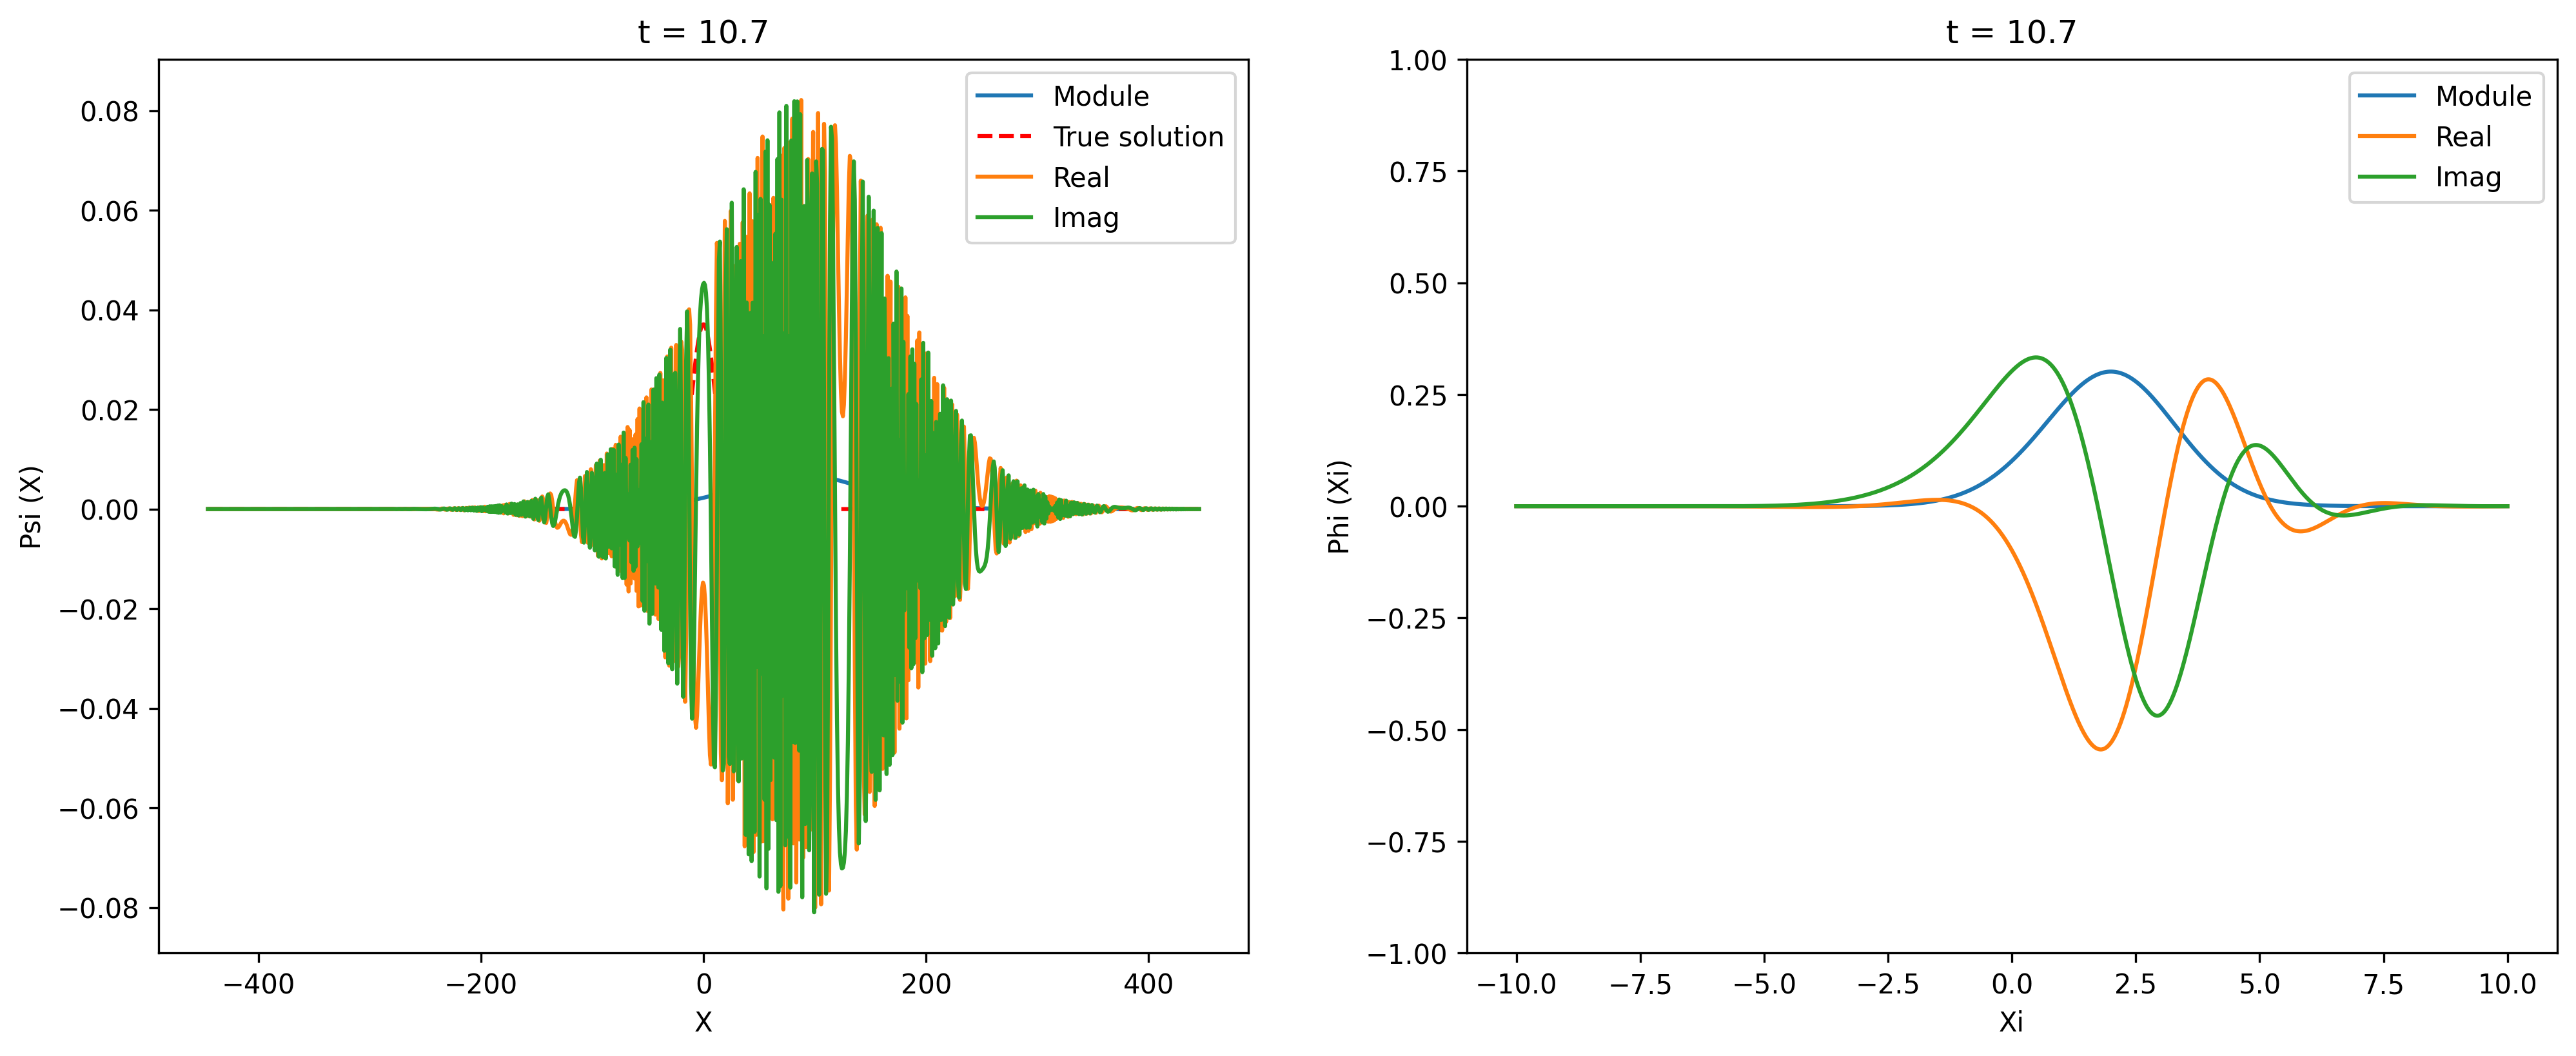 t = 10.7
Psi (X)
0.08
0.06
0.04
0.02
0.00
−0.02
−0.04
−0.06
−0.08
Module
True solution
Real
Imag
−400
−200
0
200
400
X
t = 10.7
Phi (Xi)
1.00
0.75
0.50
0.25
0.00
−0.25
−0.50
−0.75
−1.00
Module
Real
Imag
−10.0
−7.5
−5.0
−2.5
0.0
2.5
5.0
7.5
10.0
Xi